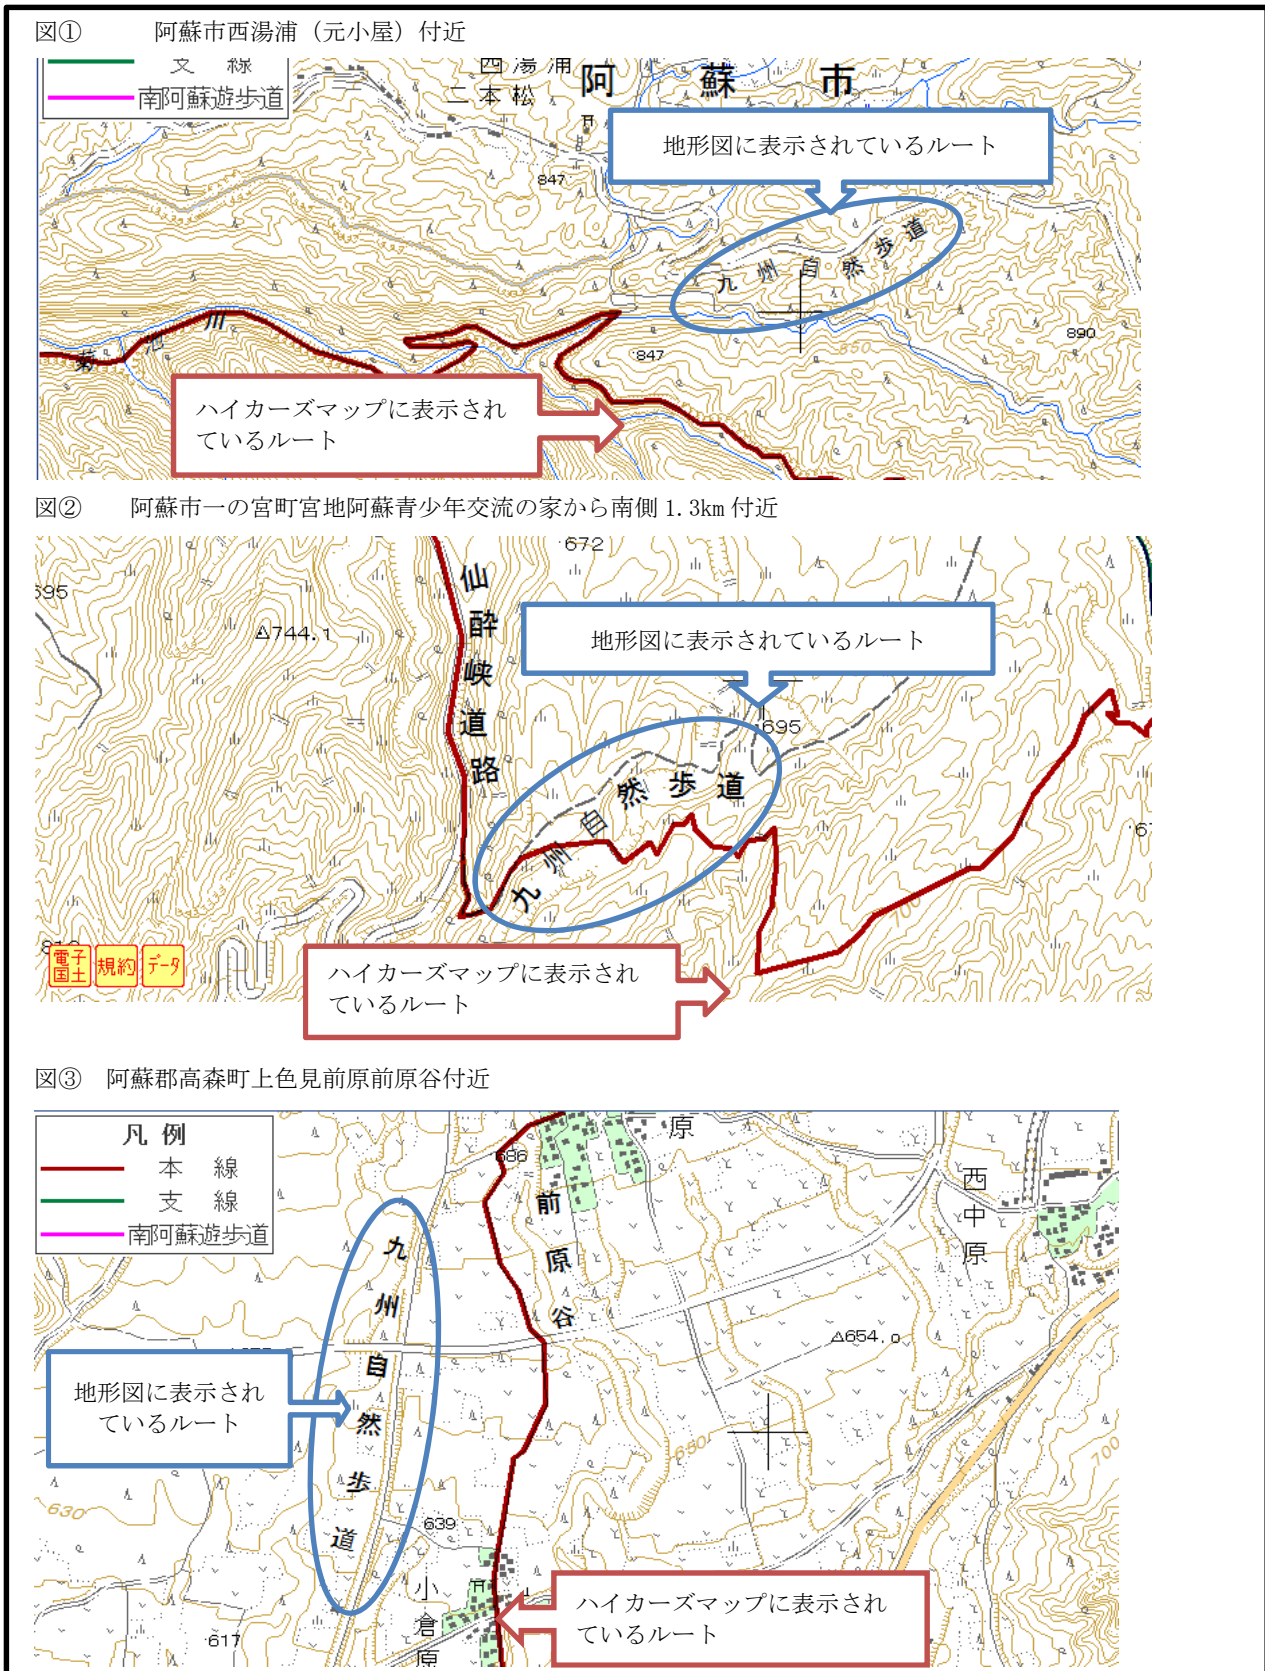 図① 阿蘇市西湯浦（元小屋）付近
支 線
南阿蘇遊歩道
西湯浦
二本松
阿 蘇 市
地形図に表示されているルート
847
九州自然歩道
890
850
847
菊池川
ハイカーズマップに表示され
ているルート
図② 阿蘇市一の宮町宮地阿蘇青少年交流の家から南側 1.3km 付近
672
695
744.1
仙酔峡道路
地形図に表示されているルート
695
九州自然歩道
700
電子
国土
規約
データ
ハイカーズマップに表示され
ているルート
図③ 阿蘇郡高森町上色見前原前原谷付近
凡 例
本 線
支 線
南阿蘇遊歩道
686
原
前原谷
西中原
九州自然歩道
654.0
地形図に表示され
ているルート
650
700
630
639
小倉原
617
ハイカーズマップに表示され
ているルート